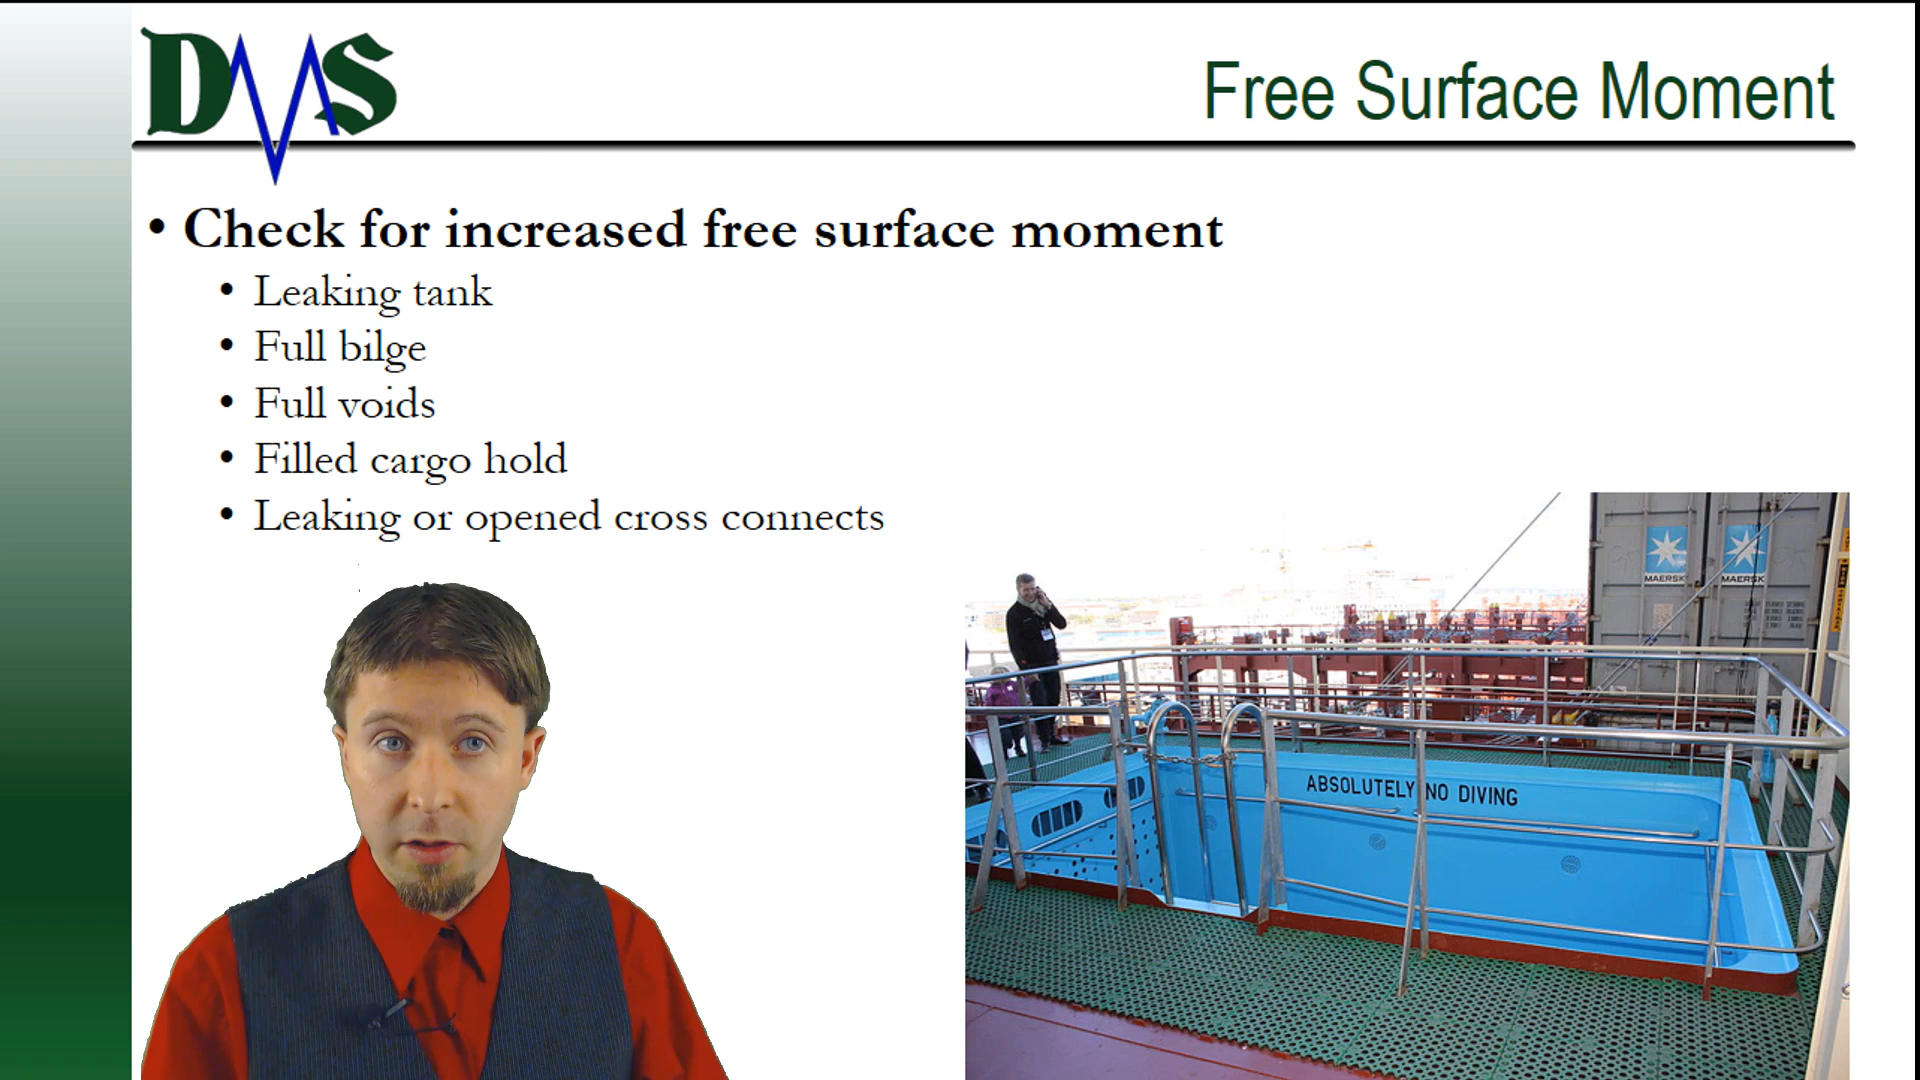 DMS
Free Surface Moment
• Check for increased free surface moment
• Leaking tank
• Full bilge
• Full voids
• Filled cargo hold
• Leaking or opened cross connects
MAERSK MAERSK
ABSOLUTELY NO DIVING